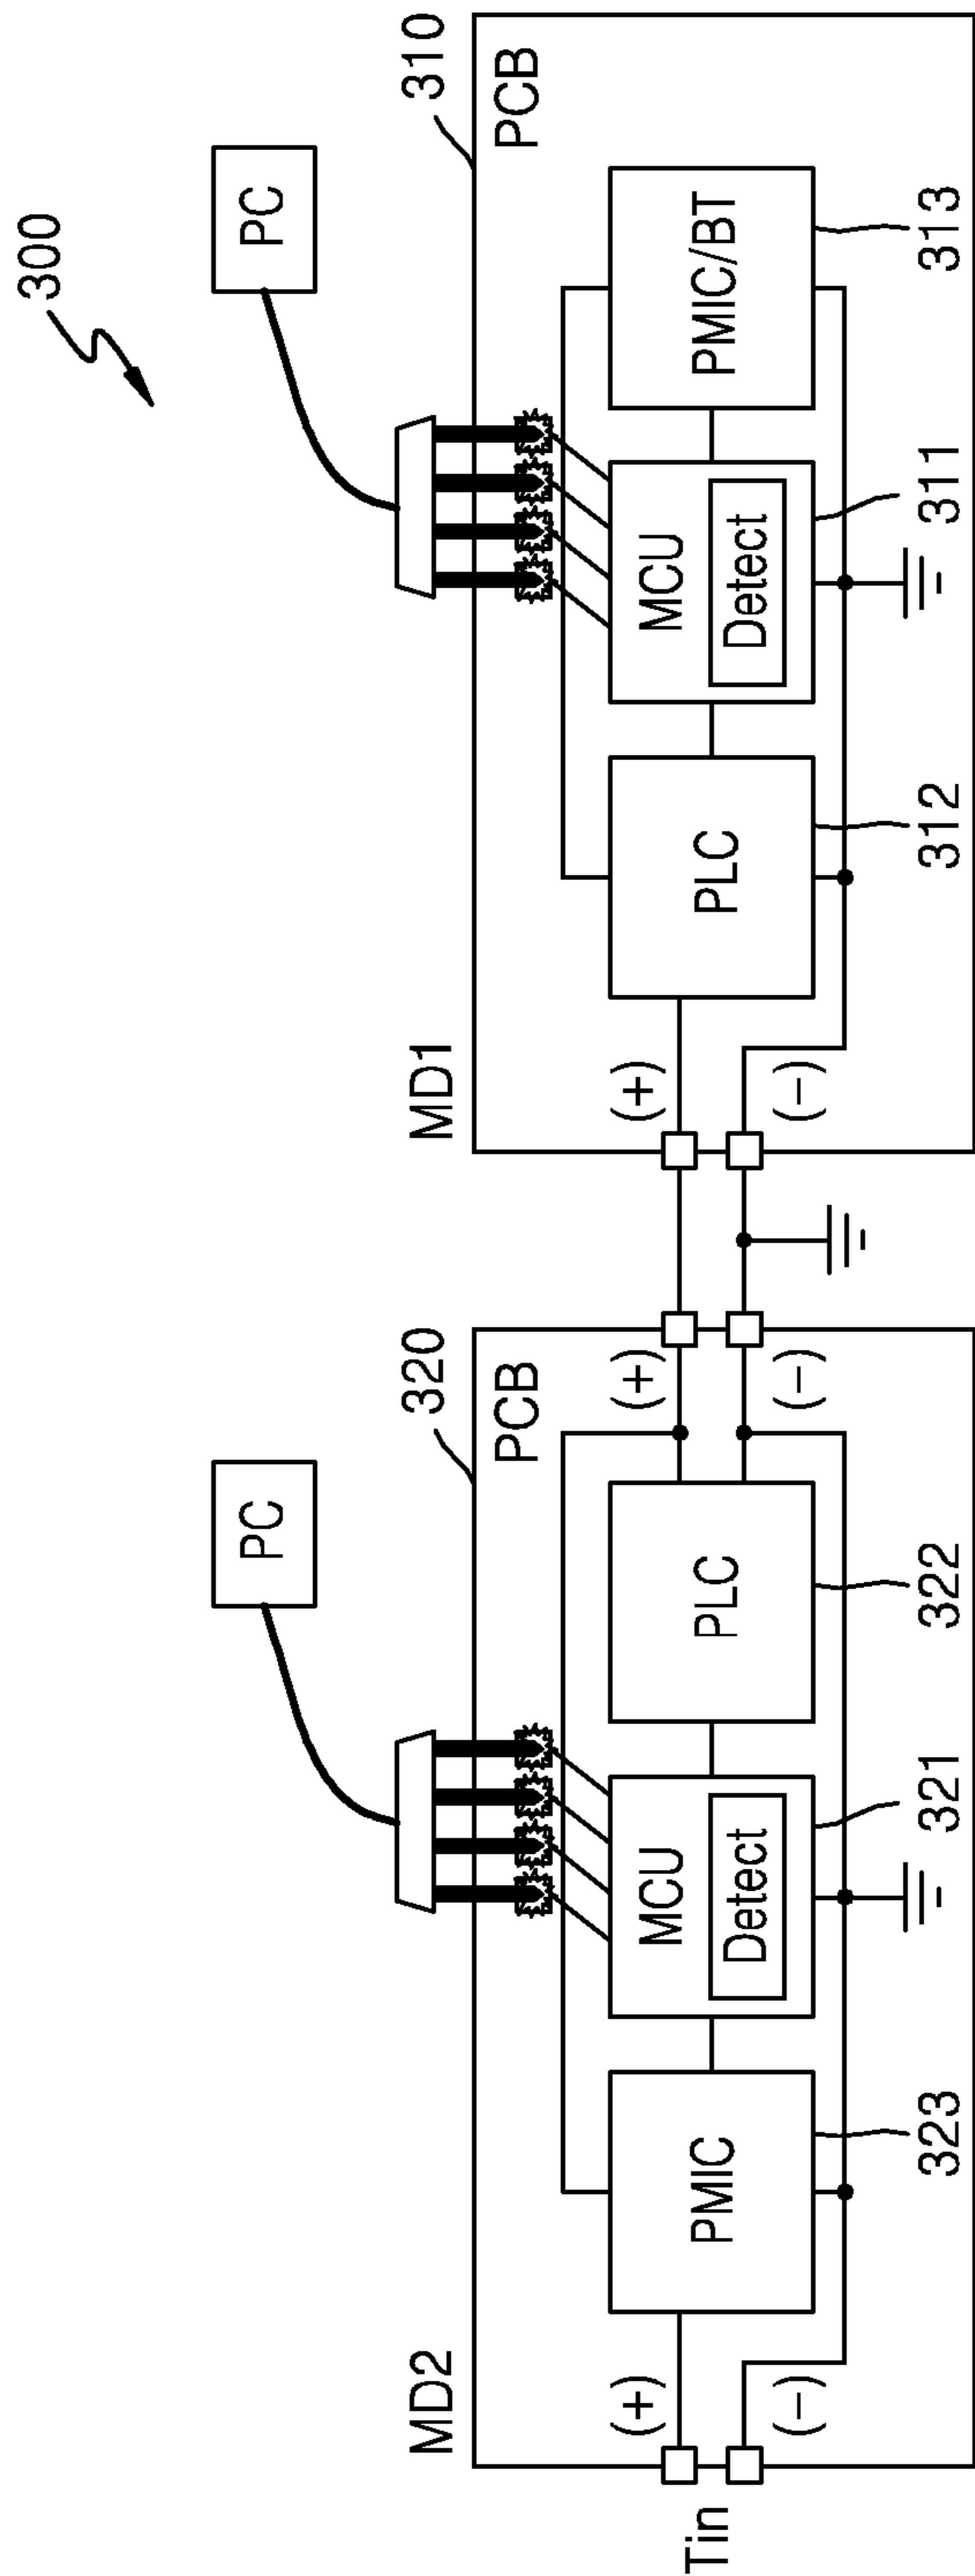 300
PC
PC
MD2
320
MD1
310
PCB
PCB
(+)
(+)
(+)
Tin
PMIC
MCU
Detect
PLC
PLC
MCU
Detect
PMIC/BT
(−)
(−)
(−)
323
321
322
312
311
313